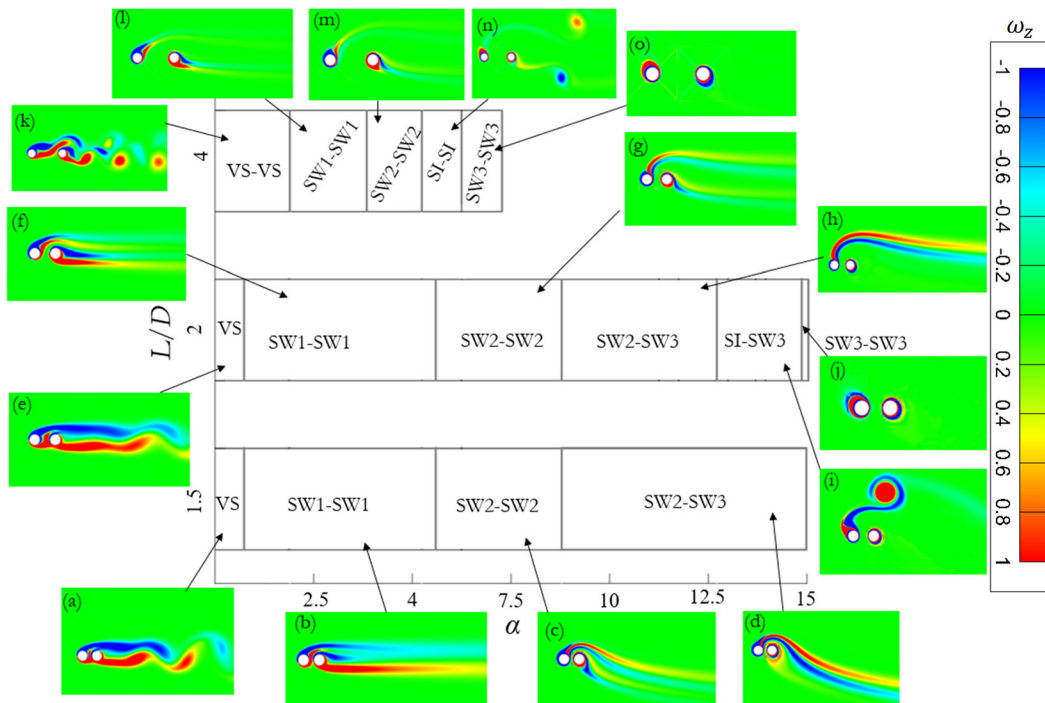 (l)
(m)
(n)
(o)
ω_z
-1
-0.8
-0.6
-0.4
-0.2
0
0.2
0.4
0.6
0.8
1
(k)
4
VS-VS
SW1-SW1
SW2-SW2
SI-SI
SW3-SW3
(g)
(f)
(h)
L/D
2
VS
SW1-SW1
SW2-SW2
SW2-SW3
SI-SW3
SW3-SW3
(j)
(e)
(i)
1.5
VS
SW1-SW1
SW2-SW2
SW2-SW3
2.5
4
7.5
10
12.5
15
α
(a)
(b)
(c)
(d)